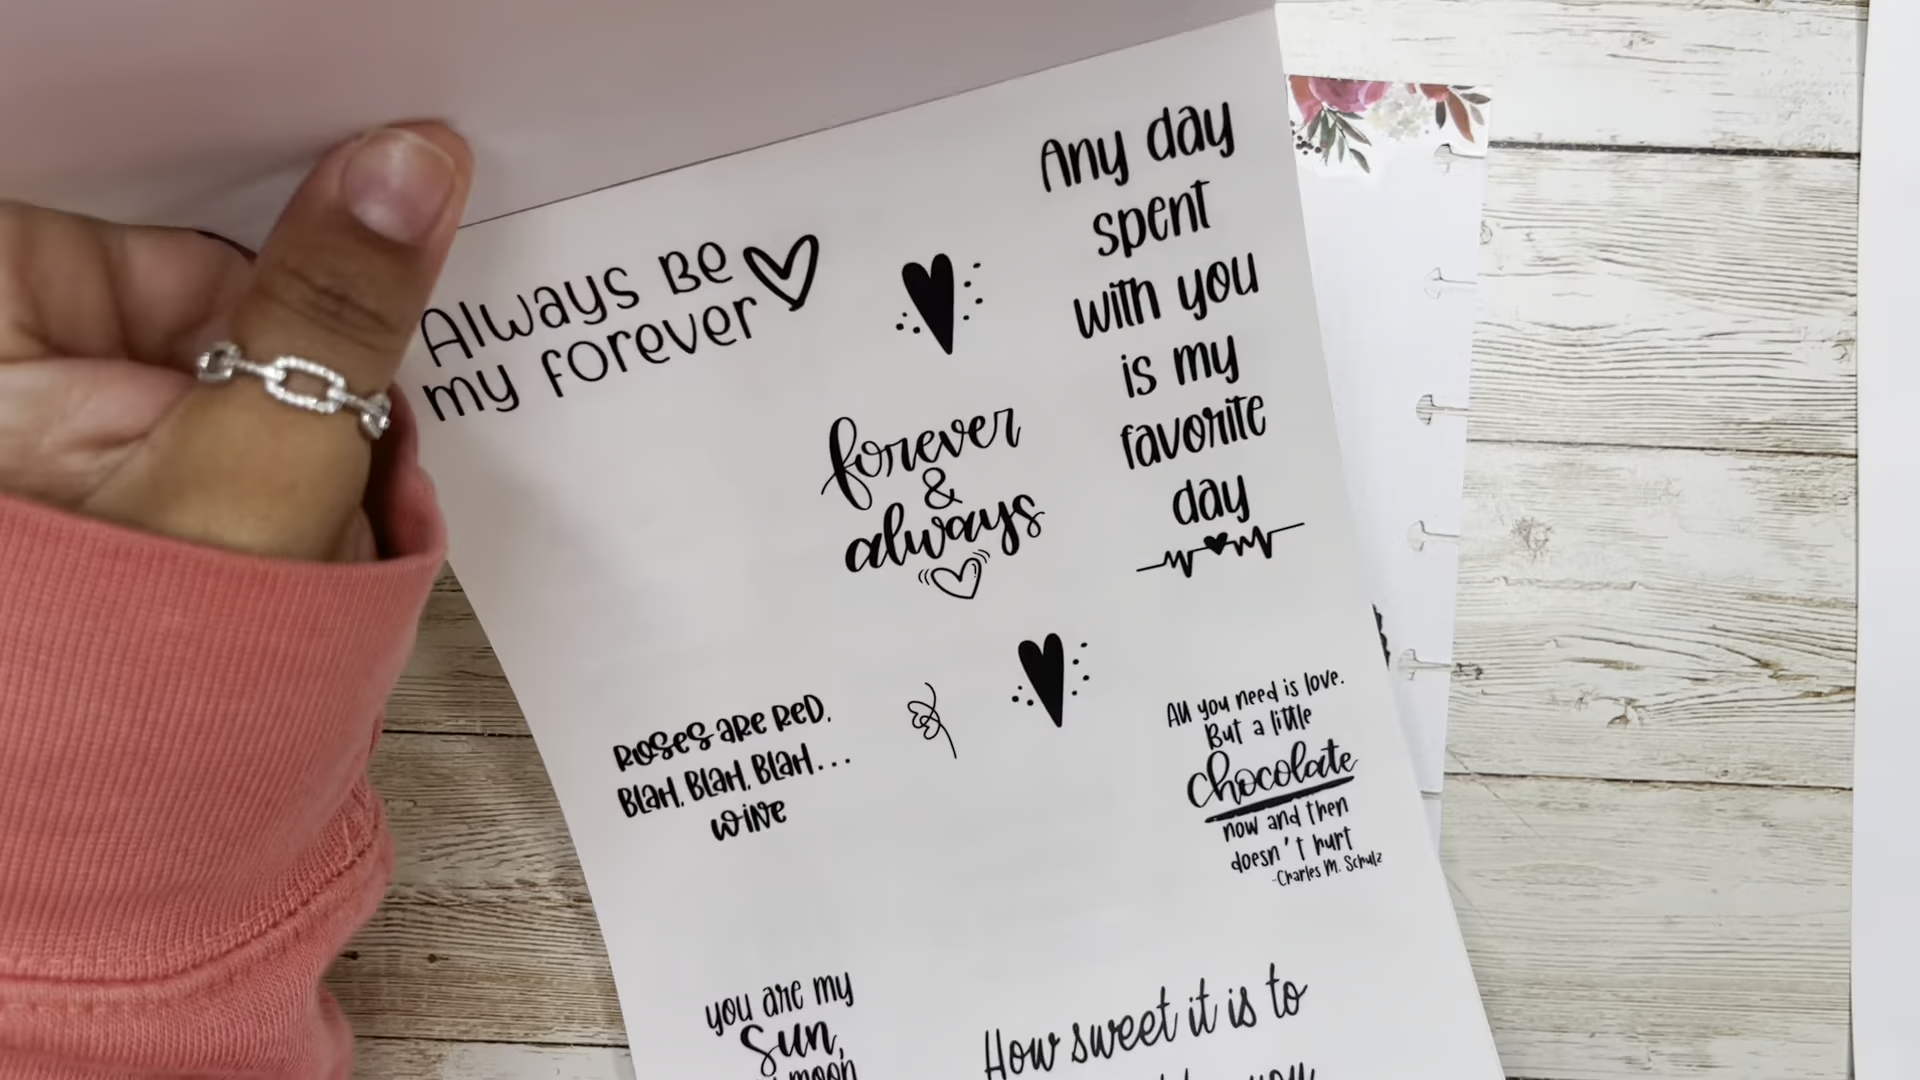 Always Be
my forever
Any day
spent
with you
is my
favorite
day
forever
&
always
Roses are Red,
Blah, Blah, Blah...
wine
All you need is love.
But a little
chocolate
now and then
doesn't hurt
-Charles M. Schulz
you are my
Sun,
moon
How sweet it is to
you